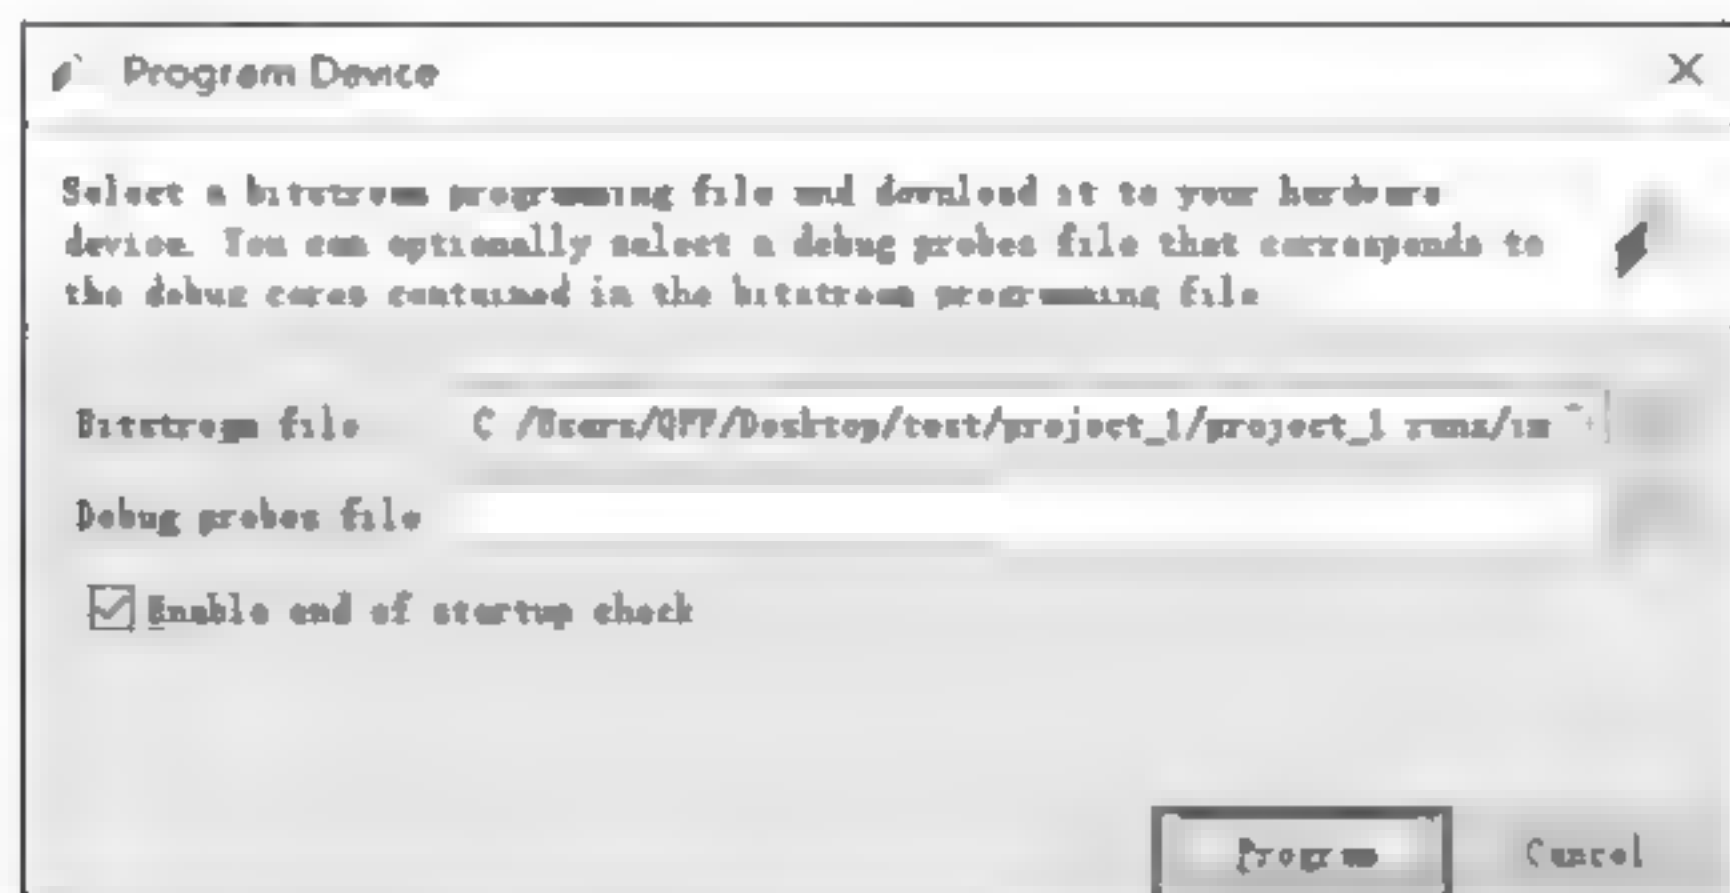 Program Device
Select a bitstream programming file and download it to your hardware
device. You can optionally select a debug probes file that corresponds to
the debug cores contained in the bitstream programming file
Bitstream file C /Users/QFF/Desktop/test/project_1/project_1 runs/im
Debug probes file
Enable end of startup check
Program Cancel